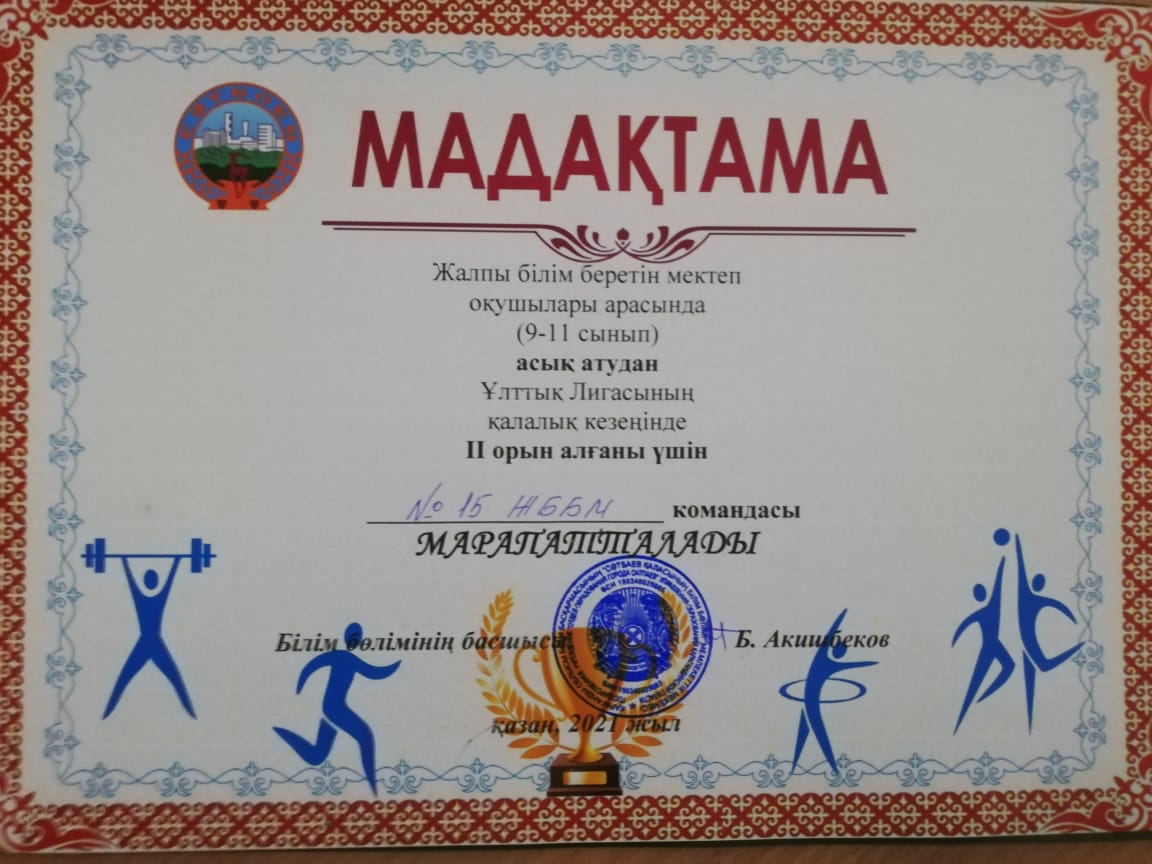 МАДАҚТАМА
Жалпы білім беретін мектеп
оқушылары арасында
(9-11 сынып)
асық атудан
Ұлттық Лигасының
қалалық кезеңінде
II орын алғаны үшін
№ 15 ЖББМ командасы
МАРАПАТТАЛАДЫ
Білім бөлімінің басшысы Б. Акишбеков
қазан, 2021 жыл